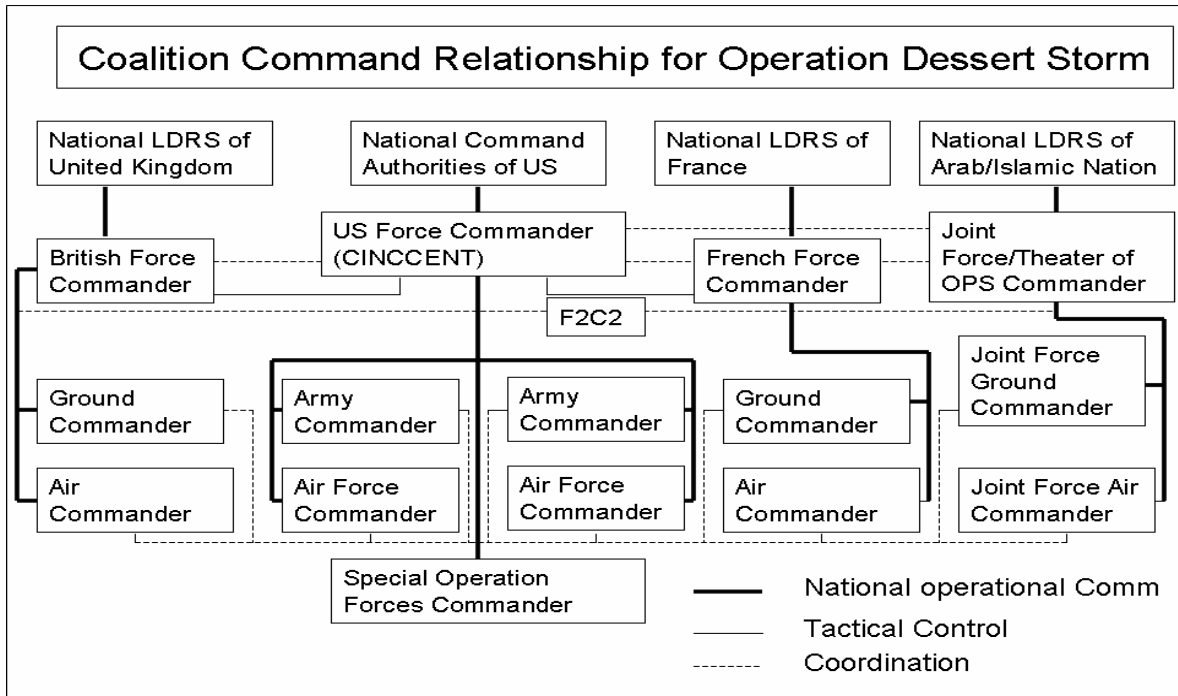 Coalition Command Relationship for Operation Dessert Storm
National LDRS of
United Kingdom
National Command
Authorities of US
National LDRS of
France
National LDRS of
Arab/Islamic Nation
British Force
Commander
US Force Commander
(CINCCENT)
French Force
Commander
Joint
Force/Theater of
OPS Commander
F2C2
Ground
Commander
Army
Commander
Army
Commander
Ground
Commander
Joint Force
Ground
Commander
Air
Commander
Air Force
Commander
Air Force
Commander
Air
Commander
Joint Force Air
Commander
Special Operation
Forces Commander
National operational Comm
Tactical Control
Coordination